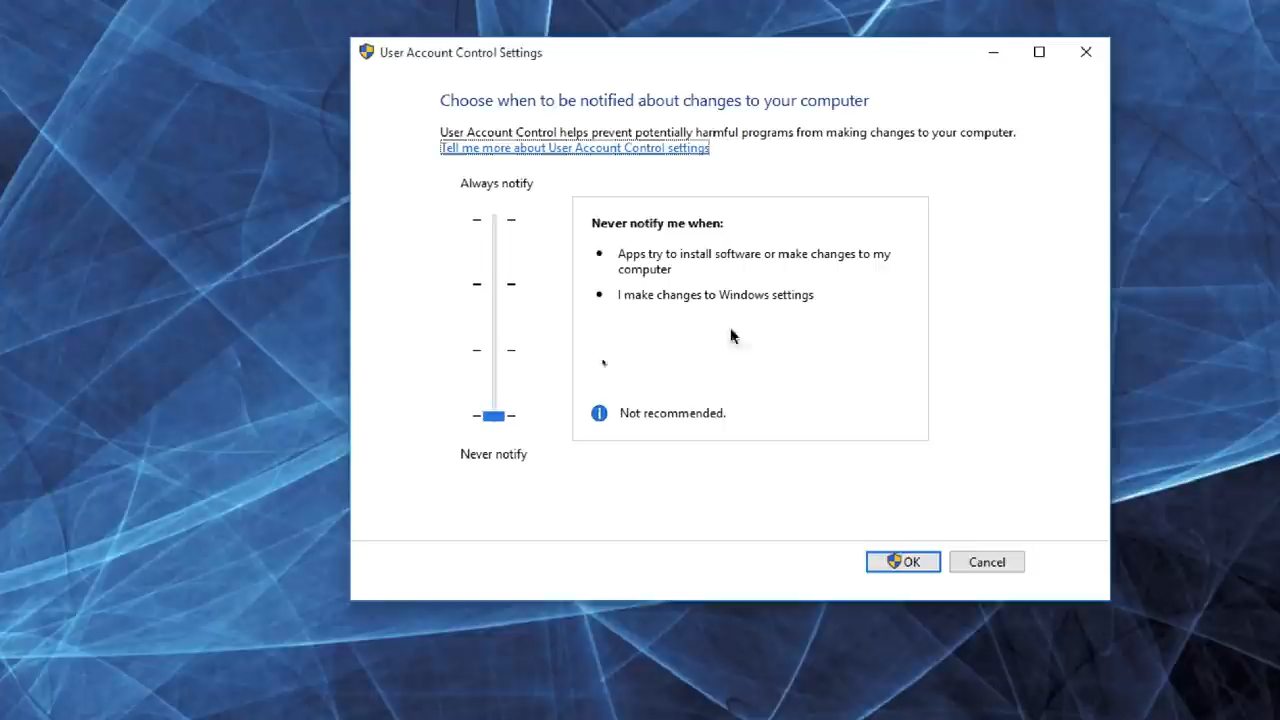 User Account Control Settings
Choose when to be notified about changes to your computer
User Account Control helps prevent potentially harmful programs from making changes to your computer.
Tell me more about User Account Control settings
Always notify
Never notify me when:
• Apps try to install software or make changes to my
computer
• I make changes to Windows settings
Not recommended.
Never notify
OK
Cancel